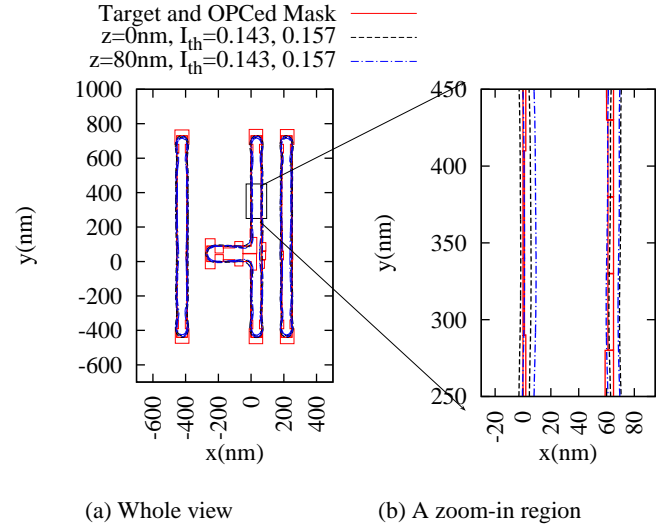 Target and OPCed Mask
z=0nm, I_th=0.143, 0.157
z=80nm, I_th=0.143, 0.157
1000
800
600
400
200
0
-200
-400
-600
y(nm)
-600
-400
-200
0
200
400
x(nm)
450
400
350
300
250
y(nm)
-20
0
20
40
60
80
x(nm)
(a) Whole view
(b) A zoom-in region